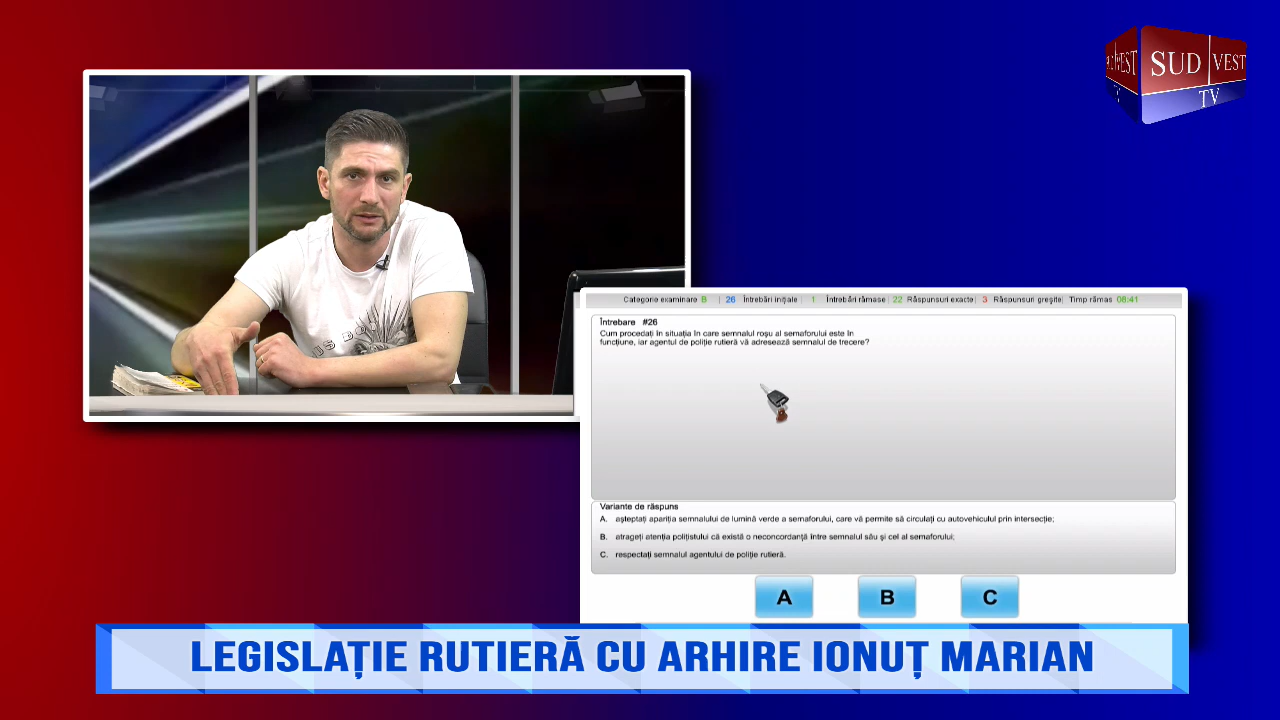 SUD VEST
TV
Categorie examinare B | 26 Întrebări inițiale | 1 Întrebări rămase | 22 Răspunsuri exacte | 3 Răspunsuri greșite | Timp rămas 08:41
Întrebare #26
Cum procedați în situația în care semnalul roșu al semaforului este în
funcțiune, iar agentul de poliție rutieră vă adresează semnalul de trecere?
Variante de răspuns
A. așteptați apariția semnalului de lumină verde a semaforului, care vă permite să circulați cu autovehiculul prin intersecție;
B. atrageți atenția polițistului că există o neconcordanță între semnalul său și cel al semaforului;
C. respectați semnalul agentului de poliție rutieră.
A B C
LEGISLAȚIE RUTIERĂ CU ARHIRE IONUȚ MARIAN